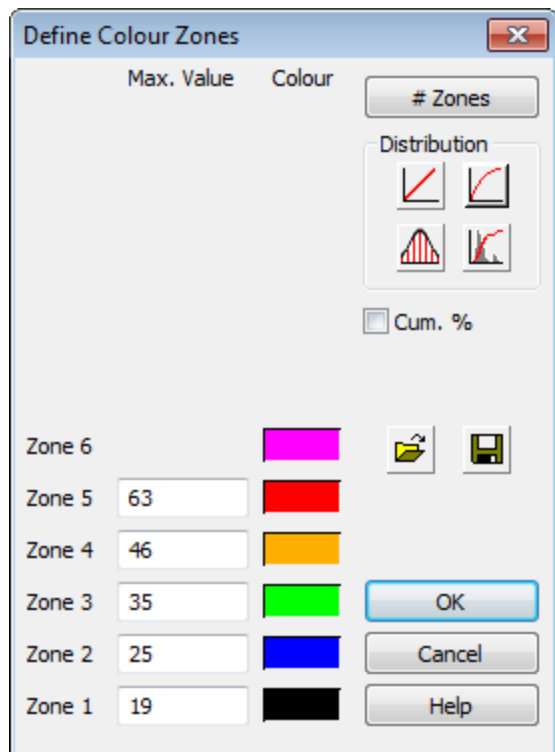 Define Colour Zones
Max. Value Colour
# Zones
Distribution
Cum. %
Zone 6
Zone 5 63
Zone 4 46
Zone 3 35 OK
Zone 2 25 Cancel
Zone 1 19 Help